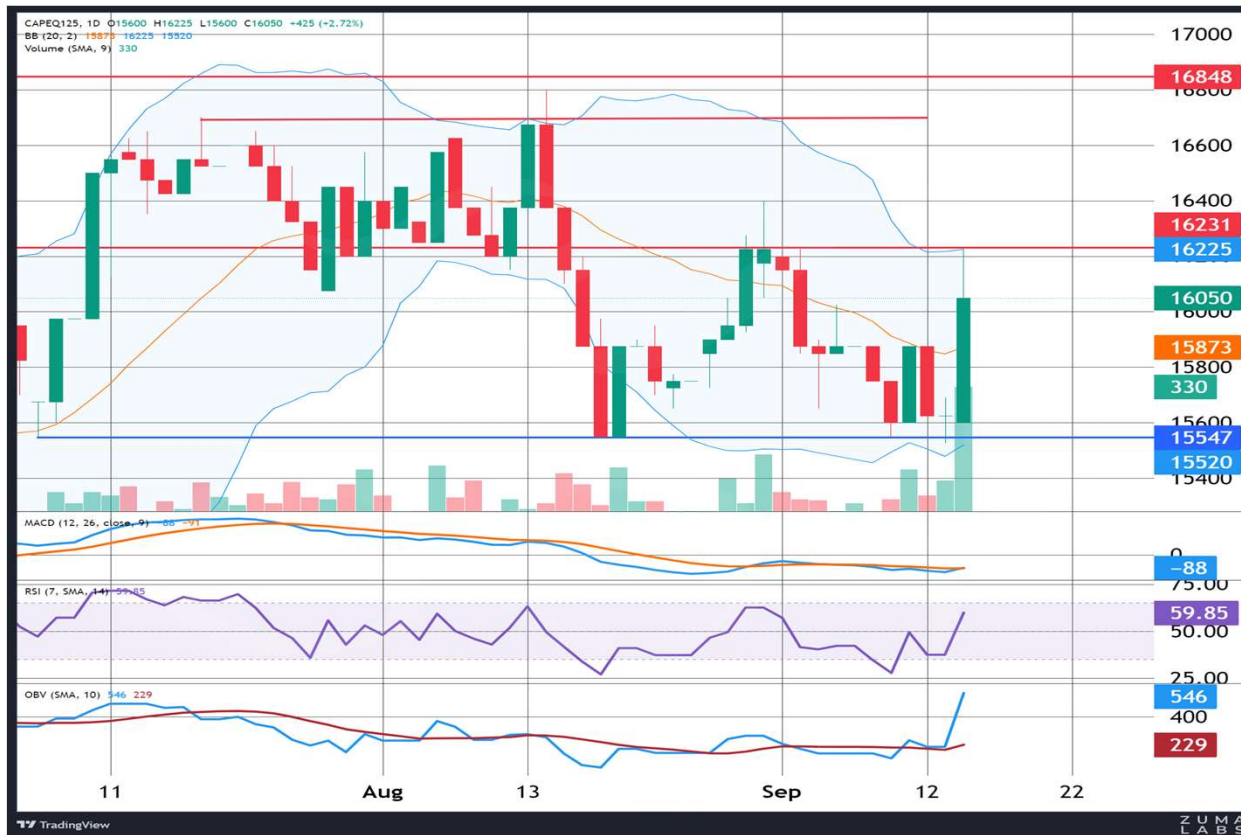 CAPEQ125, 1D O15600 H16225 L15600 C16050 +425 (+2.72%)
BB (20, 2) 15873 16225 15520
Volume (SMA, 9) 330
17000
16848
16800
16600
16400
16231
16225
16050
16000
15873
15800
330
15600
15547
15520
15400
MACD (12, 26, close, 9) −88 −91
0
−88
75.00
RSI (7, SMA, 14) 59.85
59.85
50.00
25.00
OBV (SMA, 10) 546 229
546
400
229
11 Aug 13 Sep 12 22
TradingView
ZUMA
LABS